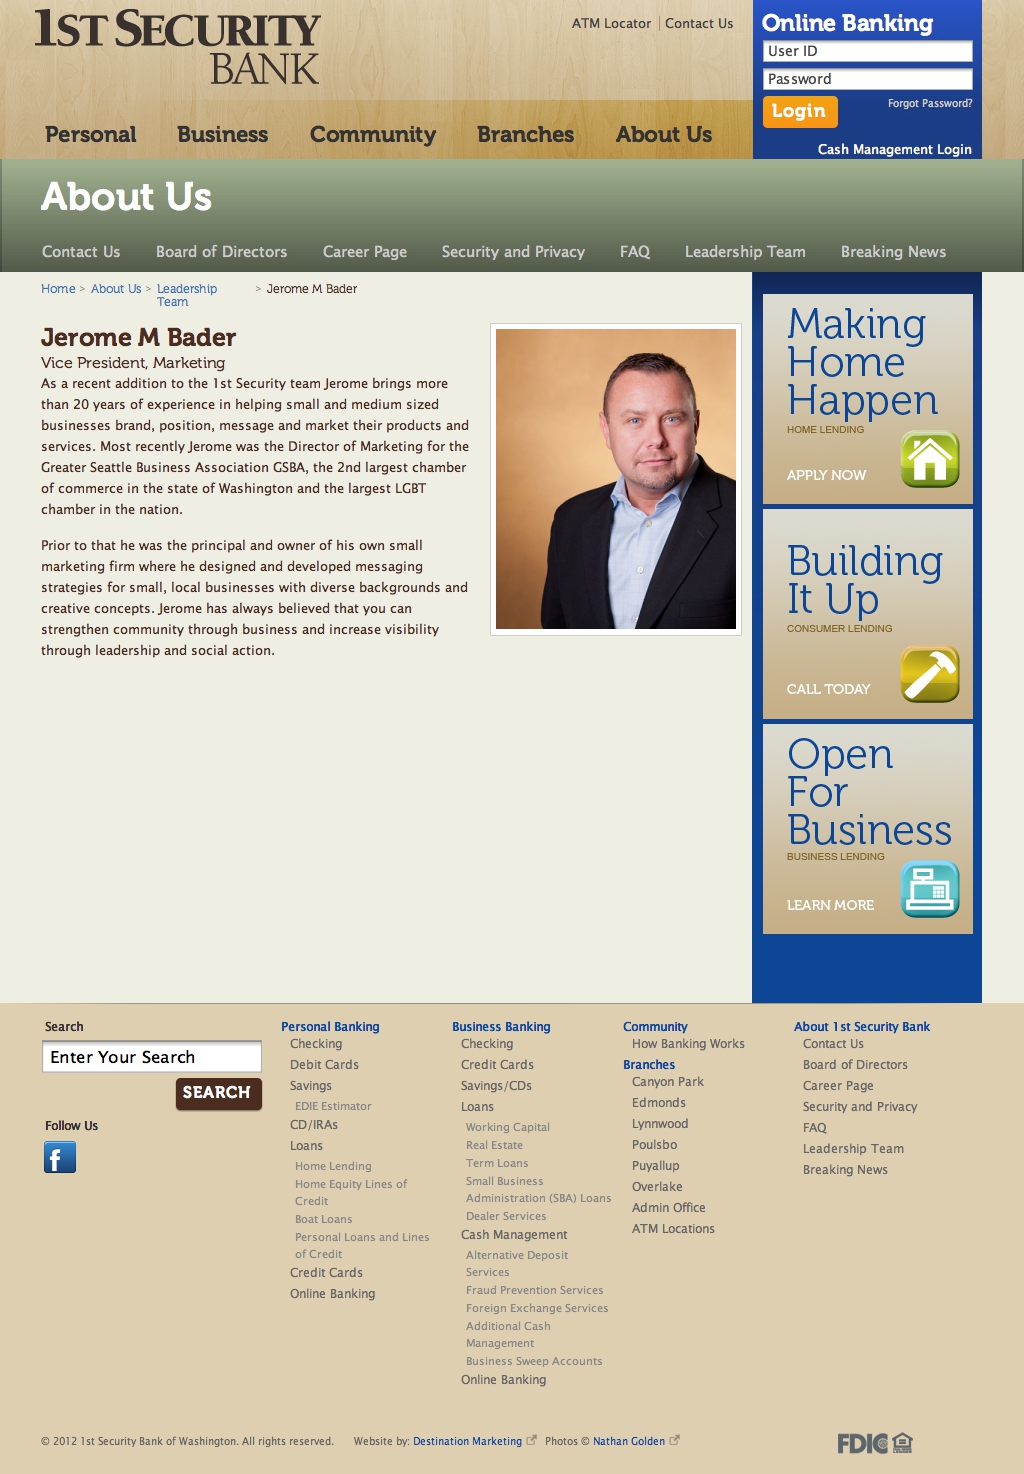 1ST SECURITY
BANK
ATM Locator | Contact Us
Online Banking
User ID
Password
Login
Forgot Password?
Cash Management Login
Personal
Business
Community
Branches
About Us
About Us
Contact Us
Board of Directors
Career Page
Security and Privacy
FAQ
Leadership Team
Breaking News
Home > About Us > Leadership Team > Jerome M Bader
Jerome M Bader
Vice President, Marketing
As a recent addition to the 1st Security team Jerome brings more
than 20 years of experience in helping small and medium sized
businesses brand, position, message and market their products and
services. Most recently Jerome was the Director of Marketing for the
Greater Seattle Business Association GSBA, the 2nd largest chamber
of commerce in the state of Washington and the largest LGBT
chamber in the nation.
Prior to that he was the principal and owner of his own small
marketing firm where he designed and developed messaging
strategies for small, local businesses with diverse backgrounds and
creative concepts. Jerome has always believed that you can
strengthen community through business and increase visibility
through leadership and social action.
Making
Home
Happen
HOME LENDING
APPLY NOW
Building
It Up
CONSUMER LENDING
CALL TODAY
Open
For
Business
BUSINESS LENDING
LEARN MORE
Search
Enter Your Search
SEARCH
Follow Us
f
Personal Banking
Checking
Debit Cards
Savings
EDIE Estimator
CD/IRAs
Loans
Home Lending
Home Equity Lines of
Credit
Boat Loans
Personal Loans and Lines
of Credit
Credit Cards
Online Banking
Business Banking
Checking
Credit Cards
Savings/CDs
Loans
Working Capital
Real Estate
Term Loans
Small Business
Administration (SBA) Loans
Dealer Services
Cash Management
Alternative Deposit
Services
Fraud Prevention Services
Foreign Exchange Services
Additional Cash
Management
Business Sweep Accounts
Online Banking
Community
How Banking Works
Branches
Canyon Park
Edmonds
Lynnwood
Poulsbo
Puyallup
Overlake
Admin Office
ATM Locations
About 1st Security Bank
Contact Us
Board of Directors
Career Page
Security and Privacy
FAQ
Leadership Team
Breaking News
© 2012 1st Security Bank of Washington. All rights reserved. Website by: Destination Marketing Photos © Nathan Golden
FDIC